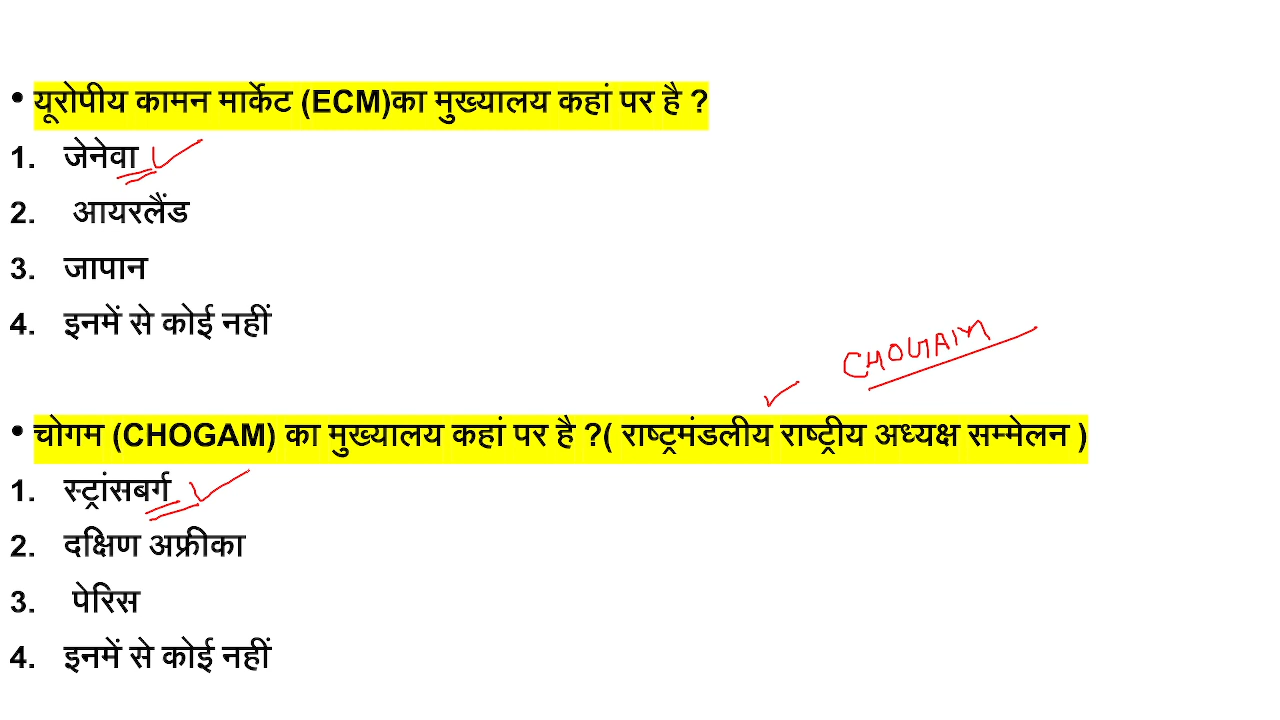 • यूरोपीय कामन मार्केट (ECM)का मुख्यालय कहां पर है ?
1. जेनेवा
2. आयरलैंड
3. जापान
4. इनमें से कोई नहीं
CHOGAM
• चोगम (CHOGAM) का मुख्यालय कहां पर है ?( राष्ट्रमंडलीय राष्ट्रीय अध्यक्ष सम्मेलन )
1. स्ट्रांसबर्ग
2. दक्षिण अफ्रीका
3. पेरिस
4. इनमें से कोई नहीं